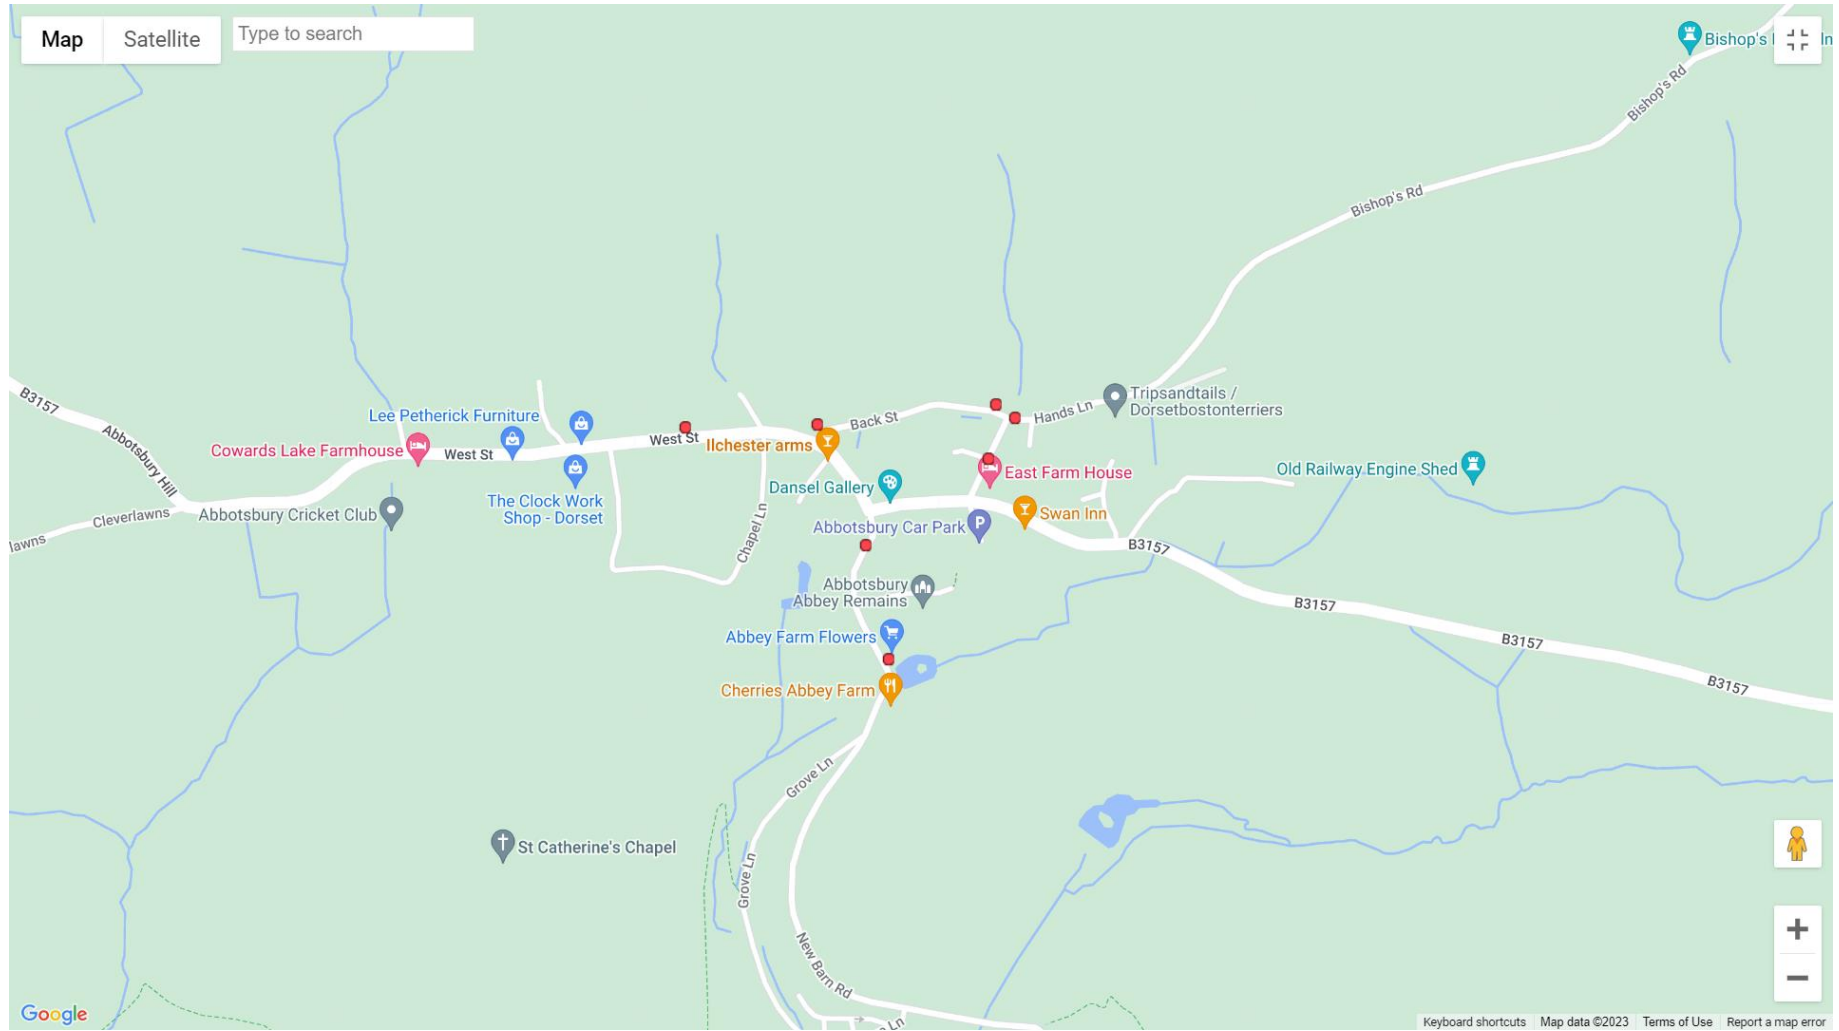 Map
Satellite
Type to search
Bishop's
In
Bishop's Rd
Bishop's Rd
B3157
Abbotsbury Hill
Lee Petherick Furniture
Cowards Lake Farmhouse
West St
West St
Ilchester arms
Back St
Hands Ln
Tripsandtails /
Dorsetbostonterriers
East Farm House
Old Railway Engine Shed
Dansel Gallery
The Clock Work
Shop - Dorset
Abbotsbury Cricket Club
Cleverlawns
lawns
Chapel Ln
Abbotsbury Car Park
P
Swan Inn
B3157
Abbotsbury
Abbey Remains
B3157
B3157
B3157
Abbey Farm Flowers
Cherries Abbey Farm
Grove Ln
St Catherine's Chapel
Grove Ln
New Barn Rd
Ln
Google
Keyboard shortcuts
Map data ©2023
Terms of Use
Report a map error